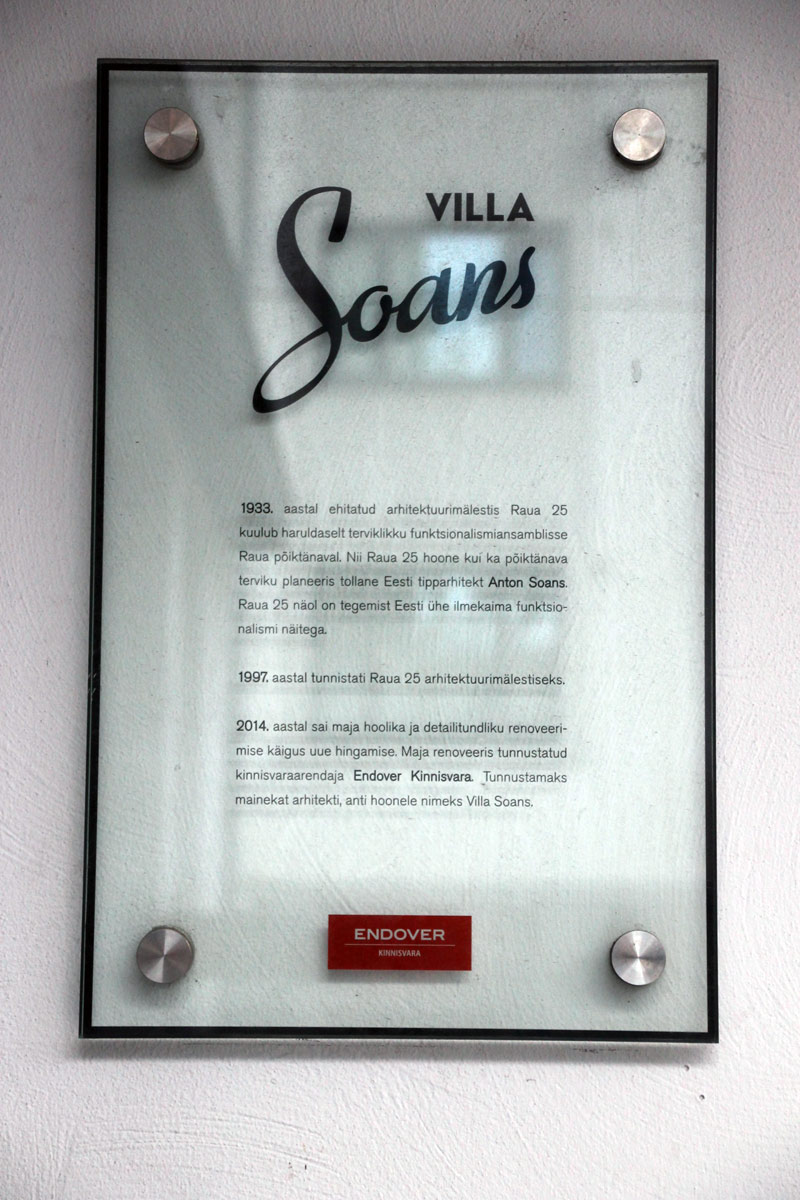 VILLA
Soans
1933. aastal ehitatud arhitektuurimälestis Raua 25
kuulub haruldaselt terviklikku funktsionalismiansamblisse
Raua põiktänaval. Nii Raua 25 hoone kui ka põiktänava
terviku planeeris tollane Eesti tipparhitekt Anton Soans.
Raua 25 näol on tegemist Eesti ühe ilmekaima funktsio-
nalismi näitega.
1997. aastal tunnistati Raua 25 arhitektuurimälestiseks.
2014. aastal sai maja hoolika ja detailitundliku renoveeri-
mise käigus uue hingamise. Maja renoveeris tunnustatud
kinnisvaraarendaja Endover Kinnisvara. Tunnustamaks
mainekat arhitekti, anti hoonele nimeks Villa Soans.
ENDOVER
KINNISVARA